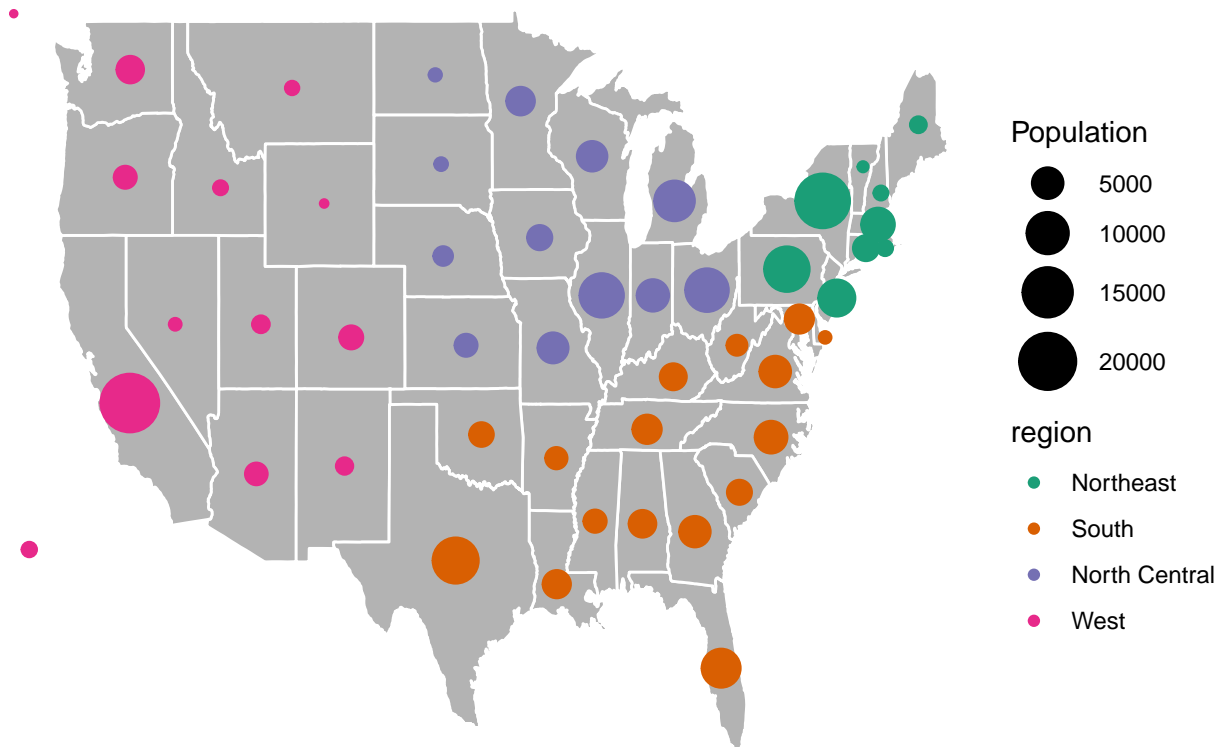 Population
5000
10000
15000
20000
region
Northeast
South
North Central
West